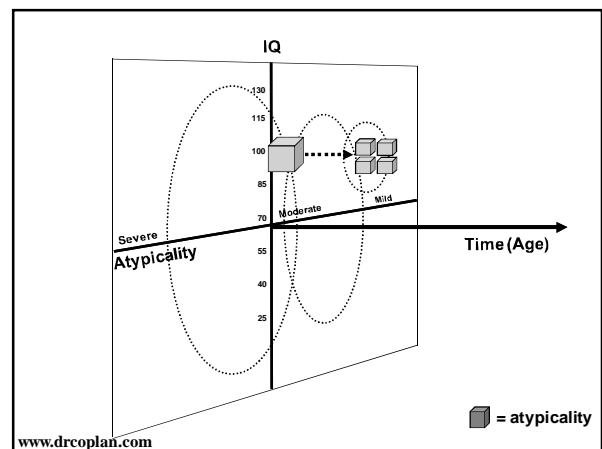 IQ
130
115
100
85
Mild
Moderate
70
Severe
Atypicality
55
Time (Age)
40
25
= atypicality
www.drcoplan.com